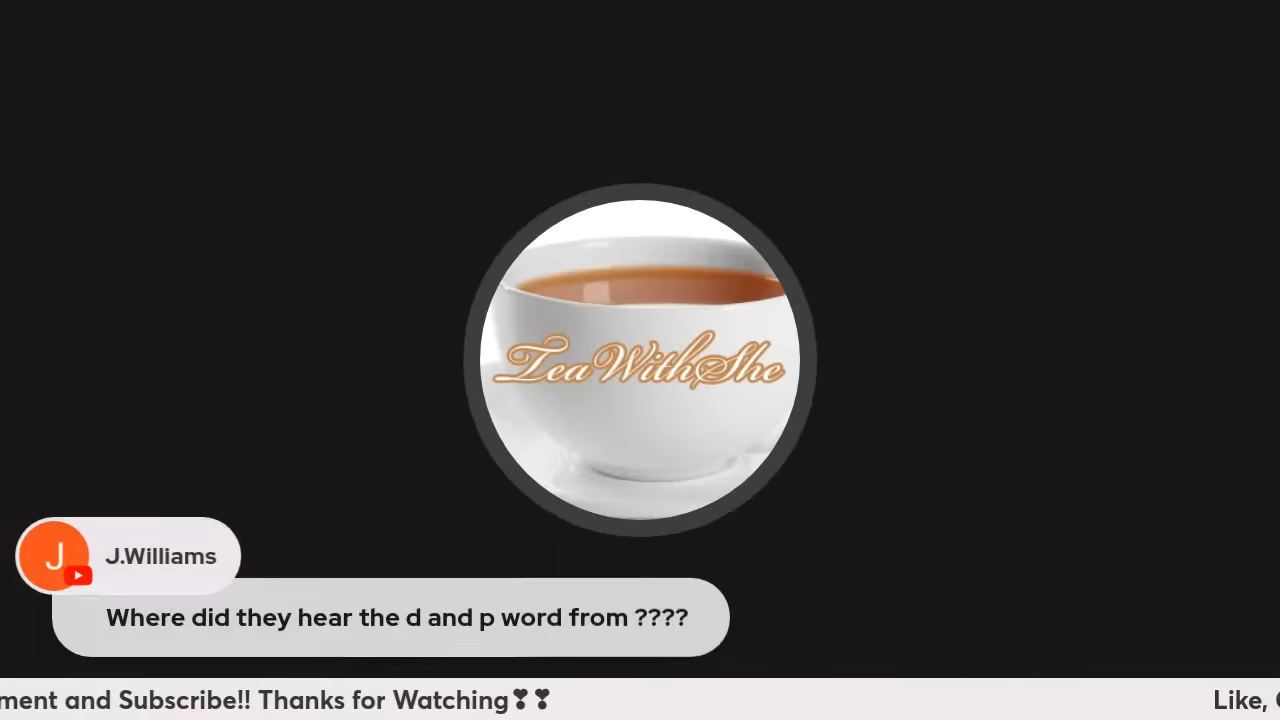 TeaWithShe
J
J.Williams
Where did they hear the d and p word from ????
ment and Subscribe!! Thanks for Watching❣❣ Like,